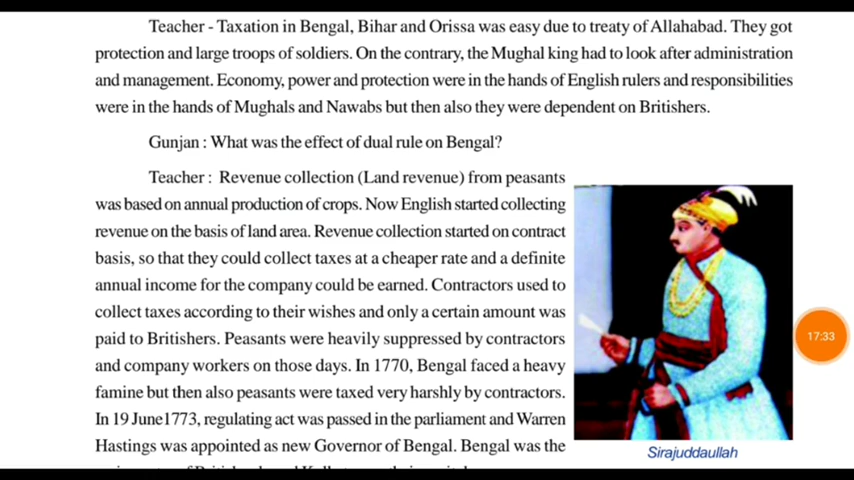 Teacher - Taxation in Bengal, Bihar and Orissa was easy due to treaty of Allahabad. They got
protection and large troops of soldiers. On the contrary, the Mughal king had to look after administration
and management. Economy, power and protection were in the hands of English rulers and responsibilities
were in the hands of Mughals and Nawabs but then also they were dependent on Britishers.
Gunjan : What was the effect of dual rule on Bengal?
Teacher : Revenue collection (Land revenue) from peasants
was based on annual production of crops. Now English started collecting
revenue on the basis of land area. Revenue collection started on contract
basis, so that they could collect taxes at a cheaper rate and a definite
annual income for the company could be earned. Contractors used to
collect taxes according to their wishes and only a certain amount was
paid to Britishers. Peasants were heavily suppressed by contractors
and company workers on those days. In 1770, Bengal faced a heavy
famine but then also peasants were taxed very harshly by contractors.
In 19 June1773, regulating act was passed in the parliament and Warren
Hastings was appointed as new Governor of Bengal. Bengal was the
Sirajuddaullah
17:33